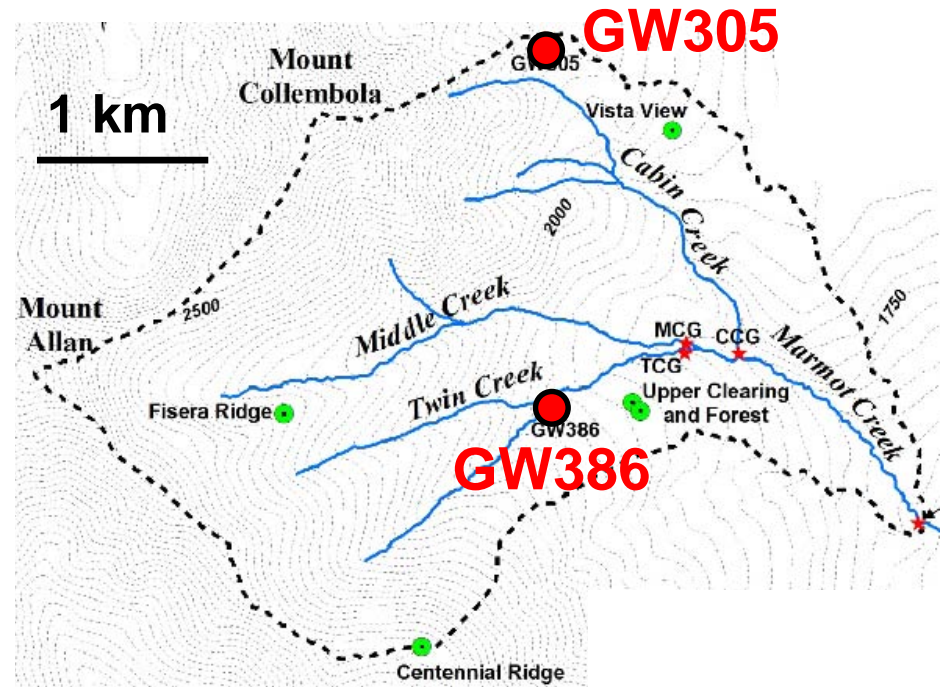 GW305
GW305
Mount
Collembola
1 km
Vista View
Cabin Creek
2000
Mount
Allan
2500
1750
Middle Creek
MCG
CCG
TCG
Marmot Creek
Twin Creek
Upper Clearing
and Forest
Fisera Ridge
GW386
GW386
Centennial Ridge